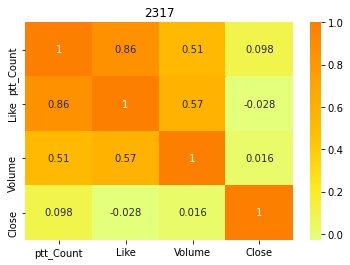 2317
ptt_Count
Like
Volume
Close
1 0.86 0.51 0.098
0.86 1 0.57 -0.028
0.51 0.57 1 0.016
0.098 -0.028 0.016 1
ptt_Count Like Volume Close
1.0
0.8
0.6
0.4
0.2
0.0